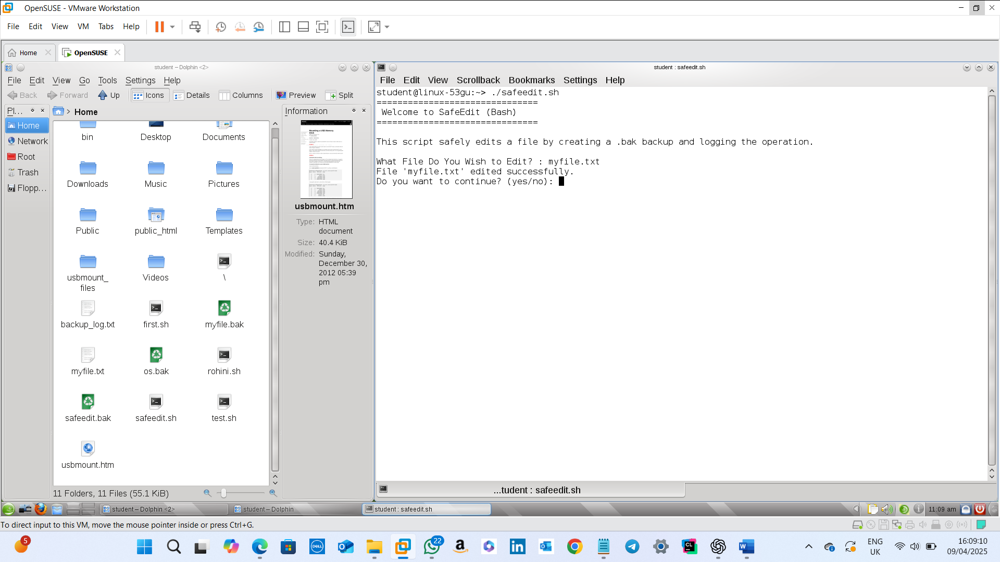 OpenSUSE - VMware Workstation
File Edit View VM Tabs Help
Home OpenSUSE
student – Dolphin <2>
File Edit View Go Tools Settings Help
Back Forward Up Icons Details Columns Preview Split
Pl...
Home
Network
Root
Trash
Flopp...
Home
bin Desktop Documents
Downloads Music Pictures
Public public_html Templates
usbmount_
files
Videos \
backup_log.txt first.sh myfile.bak
myfile.txt os.bak rohini.sh
safeedit.bak safeedit.sh test.sh
usbmount.htm
11 Folders, 11 Files (55.1 KiB)
Information
Mounting a USB Memory
Stick
usbmount.htm
Type: HTML
document
Size: 40.4 KiB
Modified: Sunday,
December 30,
2012 05:39
pm
student : safeedit.sh
File Edit View Scrollback Bookmarks Settings Help
student@linux-53gu:~> ./safeedit.sh
===============================
Welcome to SafeEdit (Bash)
===============================
This script safely edits a file by creating a .bak backup and logging the operation.
What File Do You Wish to Edit? : myfile.txt
File 'myfile.txt' edited successfully.
Do you want to continue? (yes/no):
...tudent : safeedit.sh
student – Dolphin <2> student – Dolphin student : safeedit.sh 11:09 am
To direct input to this VM, move the mouse pointer inside or press Ctrl+G.
5 DELL 22 a in CL W ENG
UK
16:09:10
09/04/2025